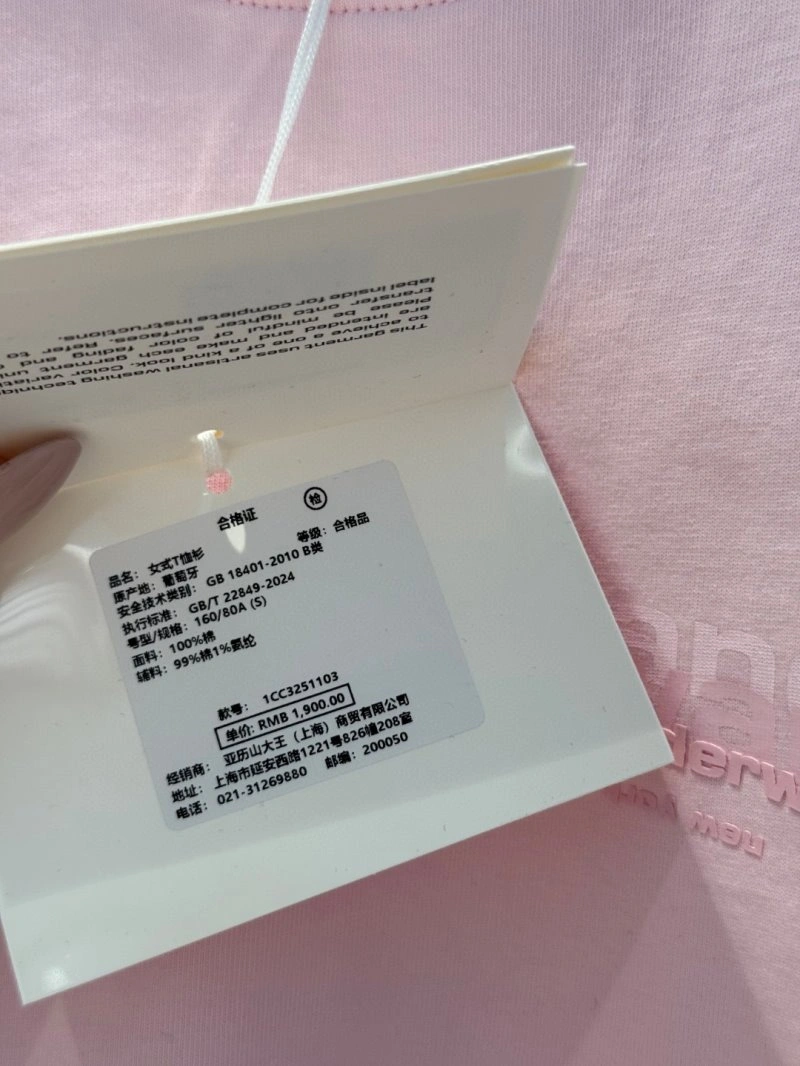 This garment uses artisanal washing
to achieve a one of a kind look. Color
are intended and make each garment
Please be mindful of color fading and
transfer onto lighter surfaces. Refer to
label inside for complete instructions.
合格证
检
品名： 女式T恤衫
等级： 合格品
原产地： 葡萄牙
安全技术类别： GB 18401-2010 B类
执行标准： GB/T 22849-2024
号型/规格： 160/80A (S)
面料： 100%棉
辅料： 99%棉1%氨纶
款号： 1CC3251103
单价: RMB 1,900.00
经销商： 亚历山大王（上海）商贸有限公司
地址： 上海市延安西路1221号826幢208室
电话： 021-31269880 邮编： 200050
new